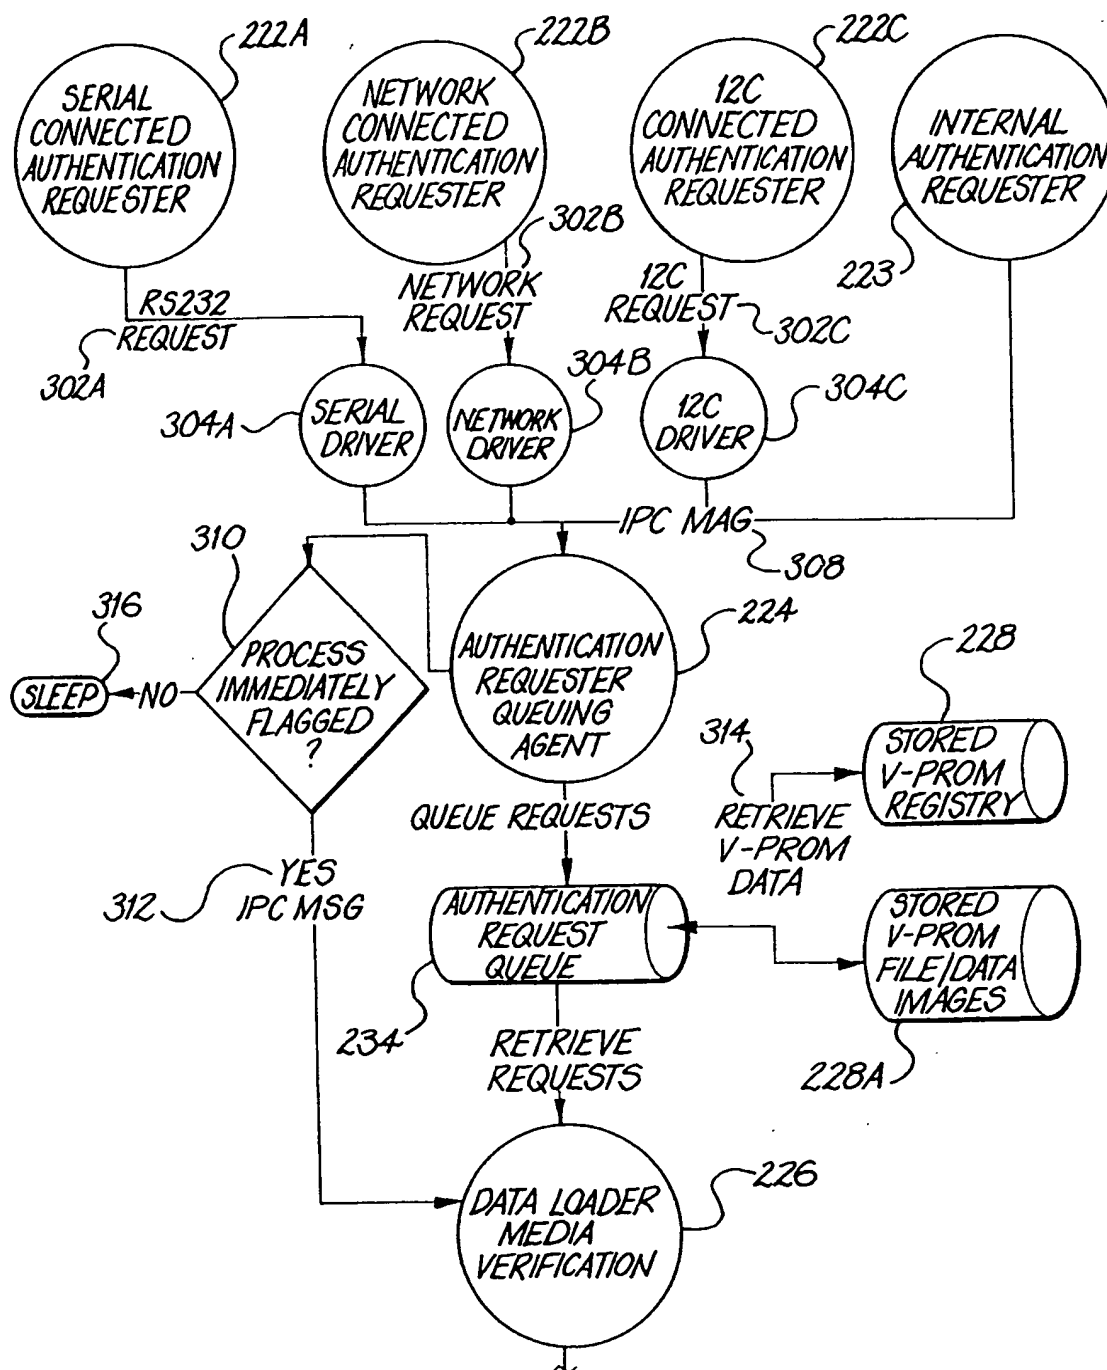 222A
222B
222C
SERIAL
CONNECTED
AUTHENTICATION
REQUESTER
NETWORK
CONNECTED
AUTHENTICATION
REQUESTER
12C
CONNECTED
AUTHENTICATION
REQUESTER
INTERNAL
AUTHENTICATION
REQUESTER
223
RS232
REQUEST
302A
302B
NETWORK
REQUEST
12C
REQUEST
302C
304A
SERIAL
DRIVER
304B
NETWORK
DRIVER
12C
DRIVER
304C
IPC MAG
308
310
316
SLEEP
NO
PROCESS
IMMEDIATELY
FLAGGED
?
AUTHENTICATION
REQUESTER
QUEUING
AGENT
224
228
STORED
V-PROM
REGISTRY
314
RETRIEVE
V-PROM
DATA
QUEUE REQUESTS
YES
IPC MSG
312
AUTHENTICATION
REQUEST
QUEUE
234
STORED
V-PROM
FILE/DATA
IMAGES
228A
RETRIEVE
REQUESTS
DATA LOADER
MEDIA
VERIFICATION
226